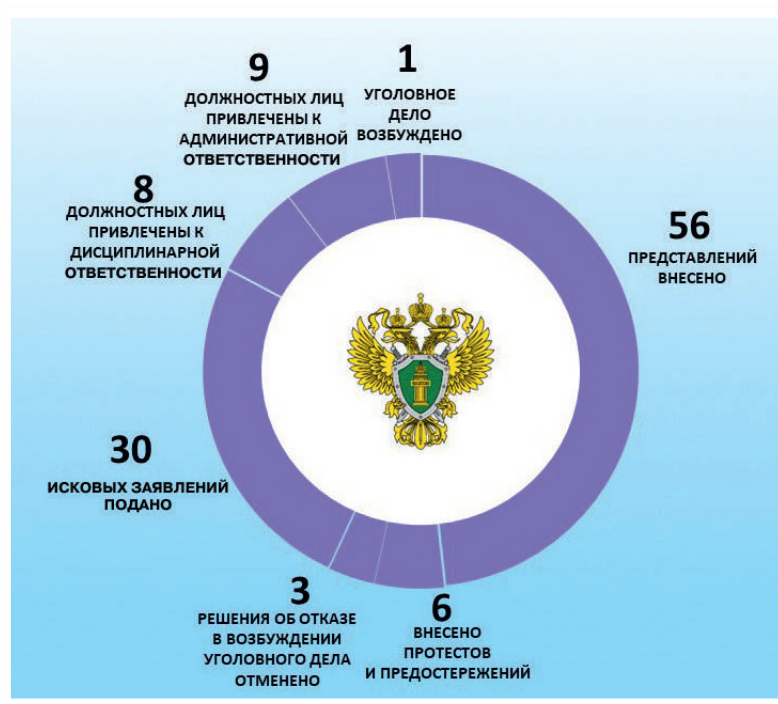 9
ДОЛЖНОСТНЫХ ЛИЦ
ПРИВЛЕЧЕНЫ К
АДМИНИСТРАТИВНОЙ
ОТВЕТСТВЕННОСТИ
1
УГОЛОВНОЕ
ДЕЛО
ВОЗБУЖДЕНО
8
ДОЛЖНОСТНЫХ ЛИЦ
ПРИВЛЕЧЕНЫ К
ДИСЦИПЛИНАРНОЙ
ОТВЕТСТВЕННОСТИ
56
ПРЕДСТАВЛЕНИЙ
ВНЕСЕНО
30
ИСКОВЫХ ЗАЯВЛЕНИЙ
ПОДАНО
3
РЕШЕНИЯ ОБ ОТКАЗЕ
В ВОЗБУЖДЕНИИ
УГОЛОВНОГО ДЕЛА
ОТМЕНЕНО
6
ВНЕСЕНО
ПРОТЕСТОВ
И ПРЕДОСТЕРЕЖЕНИЙ